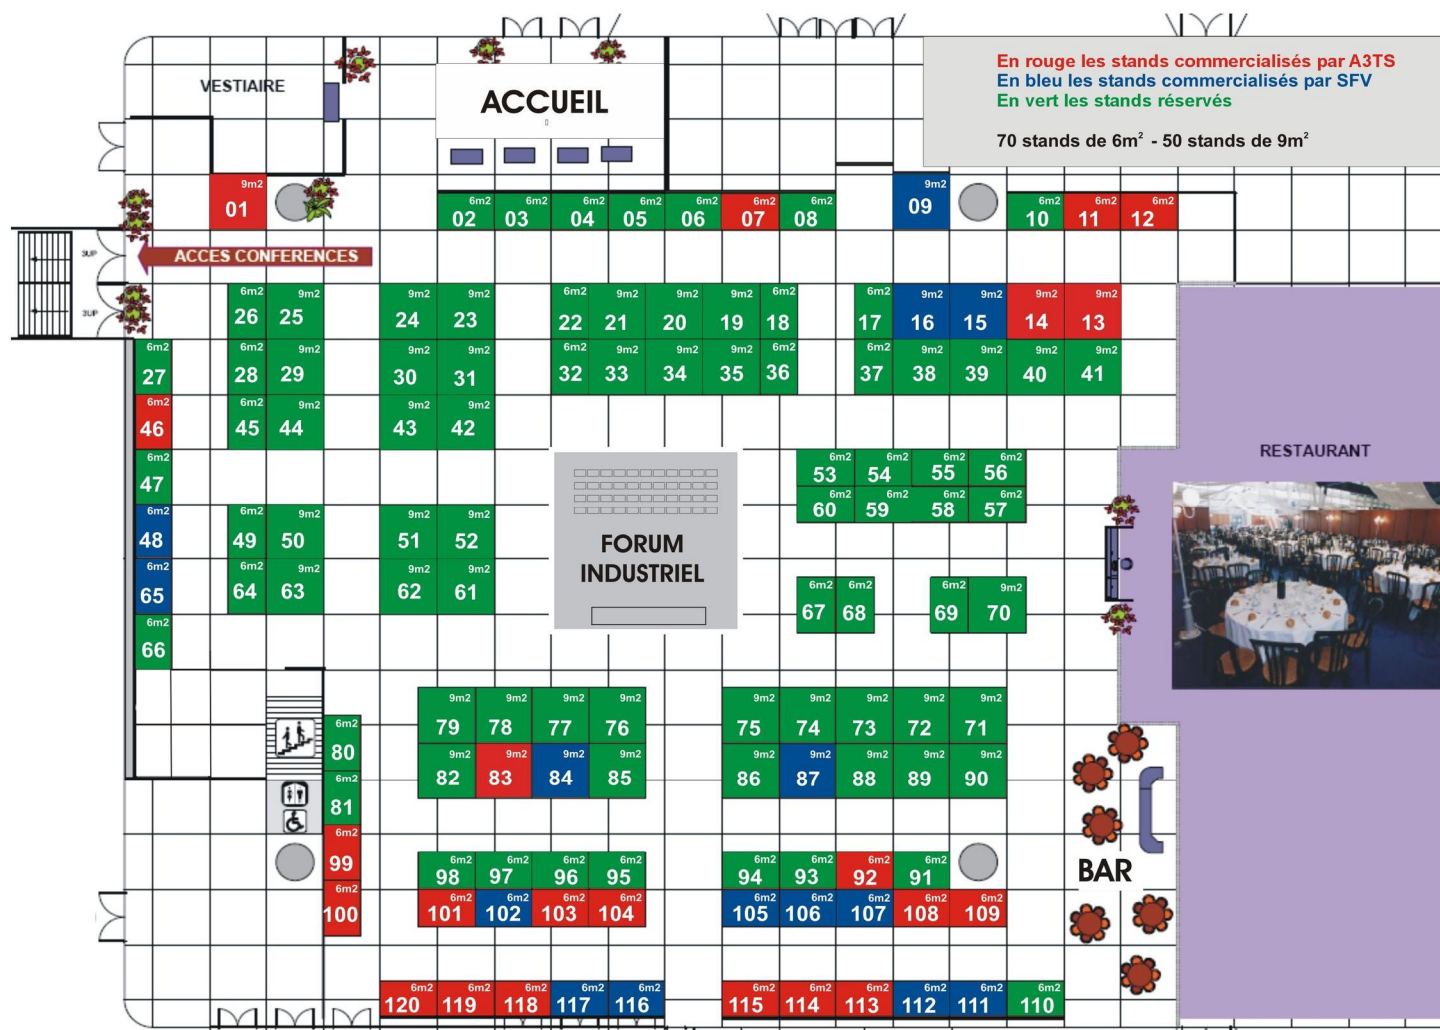 En rouge les stands commercialisés par A3TS
En bleu les stands commercialisés par SFV
En vert les stands réservés
70 stands de 6m² - 50 stands de 9m²
VESTIAIRE
ACCUEIL
9m2
01
6m2 6m2 6m2 6m2 6m2 6m2 6m2
02 03 04 05 06 07 08
9m2
09
6m2 6m2 6m2
10 11 12
3UP
ACCES CONFERENCES
3UP
6m2 9m2 9m2 9m2 6m2 9m2 9m2 9m2 6m2 6m2 9m2 9m2 9m2 9m2
26 25 24 23 22 21 20 19 18 17 16 15 14 13
6m2 6m2 9m2 9m2 9m2 6m2 9m2 9m2 9m2 6m2 6m2 9m2 9m2 9m2 9m2
27 28 29 30 31 32 33 34 35 36 37 38 39 40 41
6m2 6m2 9m2 9m2 9m2
46 45 44 43 42
RESTAURANT
6m2 6m2 6m2 6m2 6m2
47 53 54 55 56
6m2 6m2 6m2 6m2
60 59 58 57
6m2 6m2 9m2 9m2 9m2
48 49 50 51 52
FORUM
INDUSTRIEL
6m2 6m2 9m2 9m2 9m2
65 64 63 62 61
6m2 6m2 6m2 9m2
67 68 69 70
6m2
66
9m2 9m2 9m2 9m2 9m2 9m2 9m2 9m2 9m2
79 78 77 76 75 74 73 72 71
6m2
80
9m2 9m2 9m2 9m2 9m2 9m2 9m2 9m2 9m2
82 83 84 85 86 87 88 89 90
6m2
81
6m2
99
6m2 6m2 6m2 6m2 6m2 6m2 6m2 6m2
98 97 96 95 94 93 92 91
BAR
6m2
100
6m2 6m2 6m2 6m2 6m2 6m2 6m2 6m2 6m2
101 102 103 104 105 106 107 108 109
6m2 6m2 6m2 6m2 6m2 6m2 6m2 6m2 6m2 6m2 6m2
120 119 118 117 116 115 114 113 112 111 110